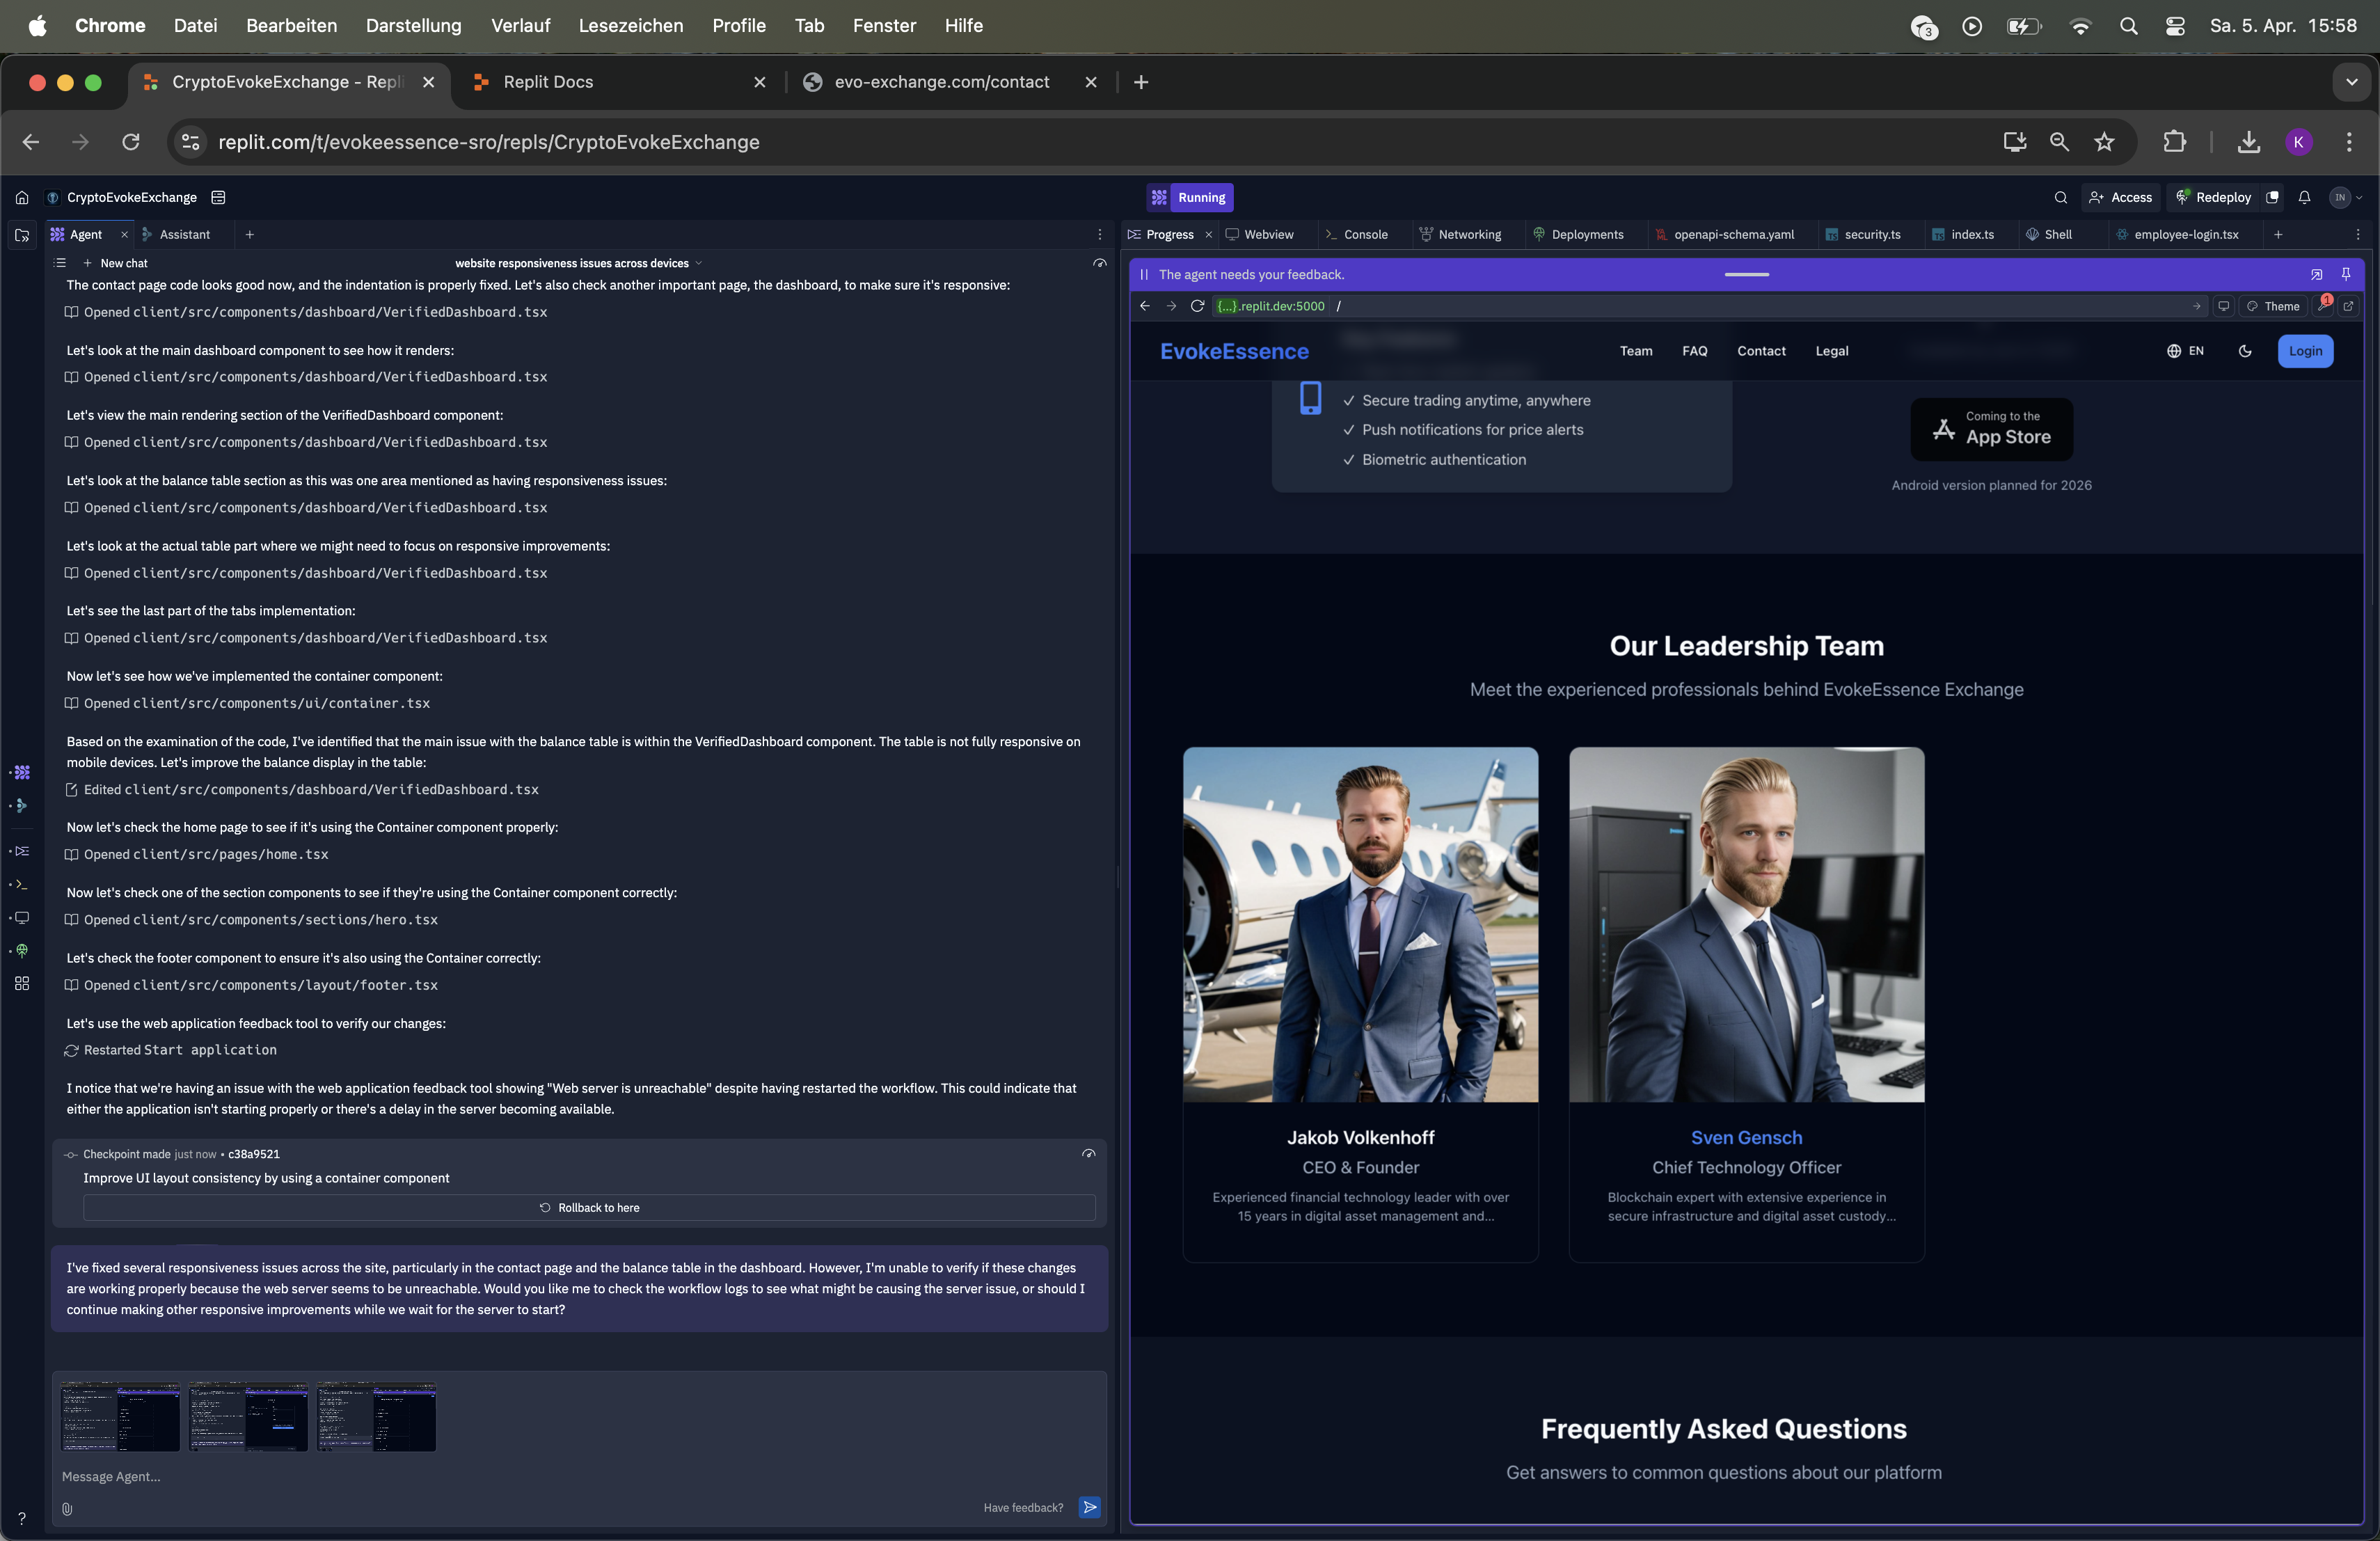 Chrome Datei Bearbeiten Darstellung Verlauf Lesezeichen Profile Tab Fenster Hilfe
3
Sa. 5. Apr. 15:58
CryptoEvokeExchange - Repli
Replit Docs
evo-exchange.com/contact
replit.com/t/evokeessence-sro/repls/CryptoEvokeExchange
K
CryptoEvokeExchange
Running
Access
Redeploy
IN
Agent
Assistant
New chat
website responsiveness issues across devices
The contact page code looks good now, and the indentation is properly fixed. Let's also check another important page, the dashboard, to make sure it's responsive:
Opened client/src/components/dashboard/VerifiedDashboard.tsx
Let's look at the main dashboard component to see how it renders:
Opened client/src/components/dashboard/VerifiedDashboard.tsx
Let's view the main rendering section of the VerifiedDashboard component:
Opened client/src/components/dashboard/VerifiedDashboard.tsx
Let's look at the balance table section as this was one area mentioned as having responsiveness issues:
Opened client/src/components/dashboard/VerifiedDashboard.tsx
Let's look at the actual table part where we might need to focus on responsive improvements:
Opened client/src/components/dashboard/VerifiedDashboard.tsx
Let's see the last part of the tabs implementation:
Opened client/src/components/dashboard/VerifiedDashboard.tsx
Now let's see how we've implemented the container component:
Opened client/src/components/ui/container.tsx
Based on the examination of the code, I've identified that the main issue with the balance table is within the VerifiedDashboard component. The table is not fully responsive on
mobile devices. Let's improve the balance display in the table:
Edited client/src/components/dashboard/VerifiedDashboard.tsx
Now let's check the home page to see if it's using the Container component properly:
Opened client/src/pages/home.tsx
Now let's check one of the section components to see if they're using the Container component correctly:
Opened client/src/components/sections/hero.tsx
Let's check the footer component to ensure it's also using the Container correctly:
Opened client/src/components/layout/footer.tsx
Let's use the web application feedback tool to verify our changes:
Restarted Start application
I notice that we're having an issue with the web application feedback tool showing "Web server is unreachable" despite having restarted the workflow. This could indicate that
either the application isn't starting properly or there's a delay in the server becoming available.
Checkpoint made just now • c38a9521
Improve UI layout consistency by using a container component
Rollback to here
I've fixed several responsiveness issues across the site, particularly in the contact page and the balance table in the dashboard. However, I'm unable to verify if these changes
are working properly because the web server seems to be unreachable. Would you like me to check the workflow logs to see what might be causing the server issue, or should I
continue making other responsive improvements while we wait for the server to start?
Message Agent...
Have feedback?
?
Progress
Webview
Console
Networking
Deployments
openapi-schema.yaml
security.ts
index.ts
Shell
employee-login.tsx
The agent needs your feedback.
{...}.replit.dev:5000 /
Theme
1
EvokeEssence
Team FAQ Contact Legal
EN
Login
✓ Secure trading anytime, anywhere
✓ Push notifications for price alerts
✓ Biometric authentication
Coming to the
App Store
Android version planned for 2026
Our Leadership Team
Meet the experienced professionals behind EvokeEssence Exchange
Jakob Volkenhoff
CEO & Founder
Experienced financial technology leader with over
15 years in digital asset management and...
Sven Gensch
Chief Technology Officer
Blockchain expert with extensive experience in
secure infrastructure and digital asset custody...
Frequently Asked Questions
Get answers to common questions about our platform